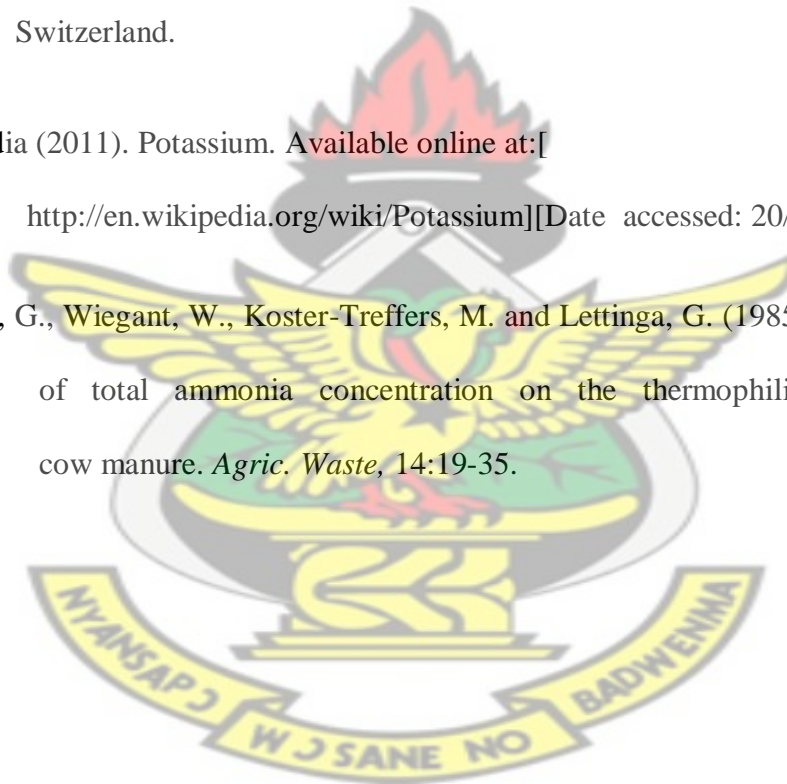 Switzerland.
dia (2011). Potassium. Available online at:[
http://en.wikipedia.org/wiki/Potassium][Date accessed: 20/
, G., Wiegant, W., Koster-Treffers, M. and Lettinga, G. (1985
of total ammonia concentration on the thermophili
cow manure. Agric. Waste, 14:19-35.
NYANSAPƆ WƆSANE NO BADWENMA